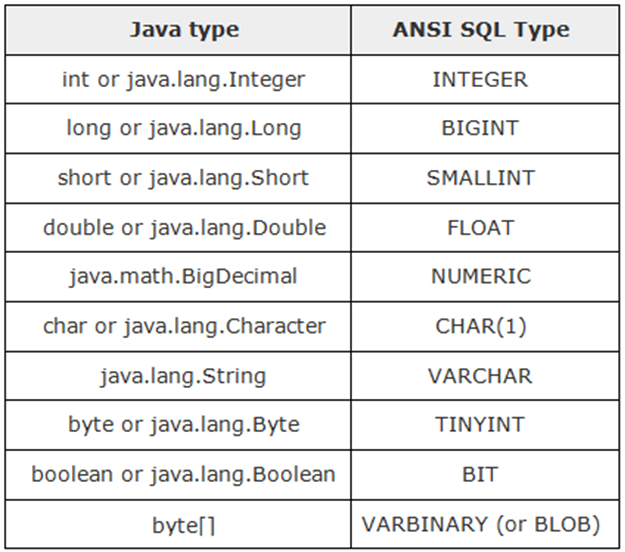 Java type ANSI SQL Type
int or java.lang.Integer INTEGER
long or java.lang.Long BIGINT
short or java.lang.Short SMALLINT
double or java.lang.Double FLOAT
java.math.BigDecimal NUMERIC
char or java.lang.Character CHAR(1)
java.lang.String VARCHAR
byte or java.lang.Byte TINYINT
boolean or java.lang.Boolean BIT
byte[] VARBINARY (or BLOB)